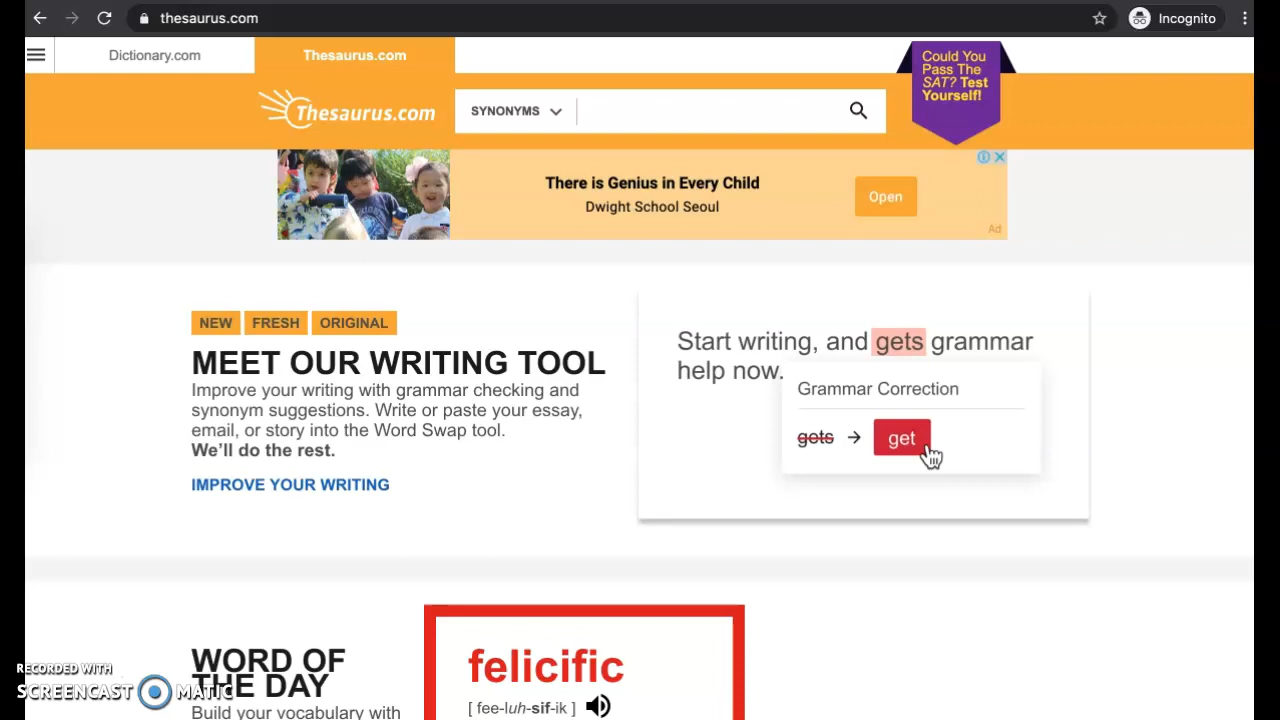 thesaurus.com
Incognito
Dictionary.com
Thesaurus.com
Could You
Pass The
SAT? Test
Yourself!
Thesaurus.com
SYNONYMS
There is Genius in Every Child
Dwight School Seoul
Open
Ad
NEW FRESH ORIGINAL
MEET OUR WRITING TOOL
Improve your writing with grammar checking and
synonym suggestions. Write or paste your essay,
email, or story into the Word Swap tool.
We'll do the rest.
IMPROVE YOUR WRITING
Start writing, and gets grammar
help now.
Grammar Correction
gets → get
WORD OF
THE DAY
Build your vocabulary with
felicific
[ fee-luh-sif-ik ]
RECORDED WITH
SCREENCAST MATIC